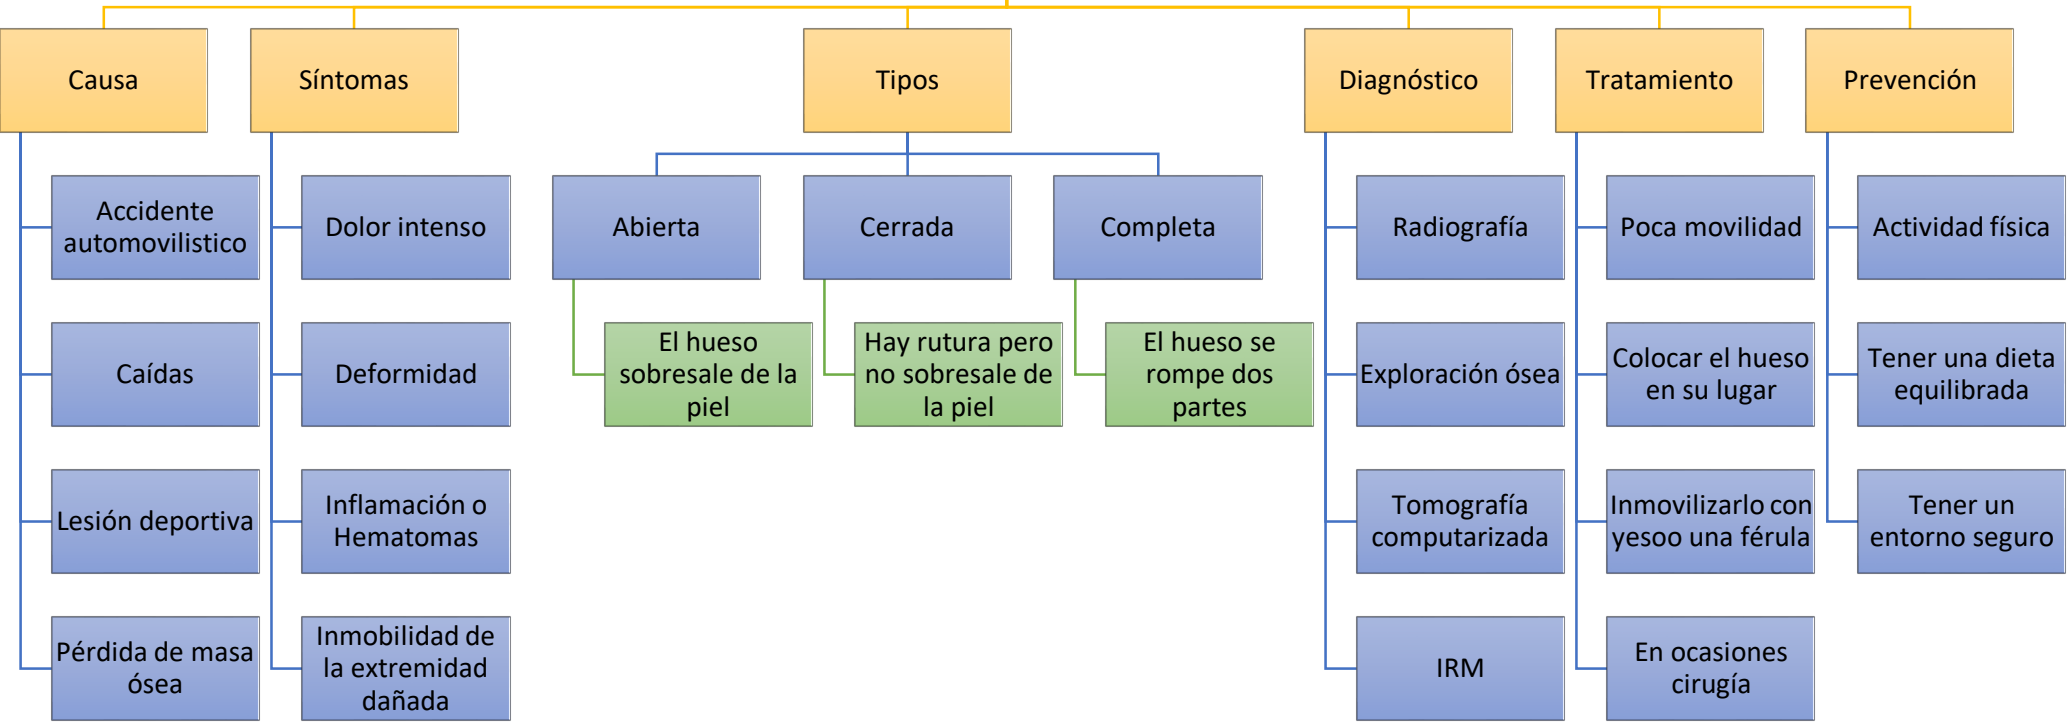 Causa
Síntomas
Tipos
Diagnóstico
Tratamiento
Prevención
Accidente
automovilistico
Caídas
Lesión deportiva
Pérdida de masa
ósea
Dolor intenso
Deformidad
Inflamación o
Hematomas
Inmobilidad de
la extremidad
dañada
Abierta
El hueso
sobresale de la
piel
Cerrada
Hay rutura pero
no sobresale de
la piel
Completa
El hueso se
rompe dos
partes
Radiografía
Exploración ósea
Tomografía
computarizada
IRM
Poca movilidad
Colocar el hueso
en su lugar
Inmovilizarlo con
yesoo una férula
En ocasiones
cirugía
Actividad física
Tener una dieta
equilibrada
Tener un
entorno seguro